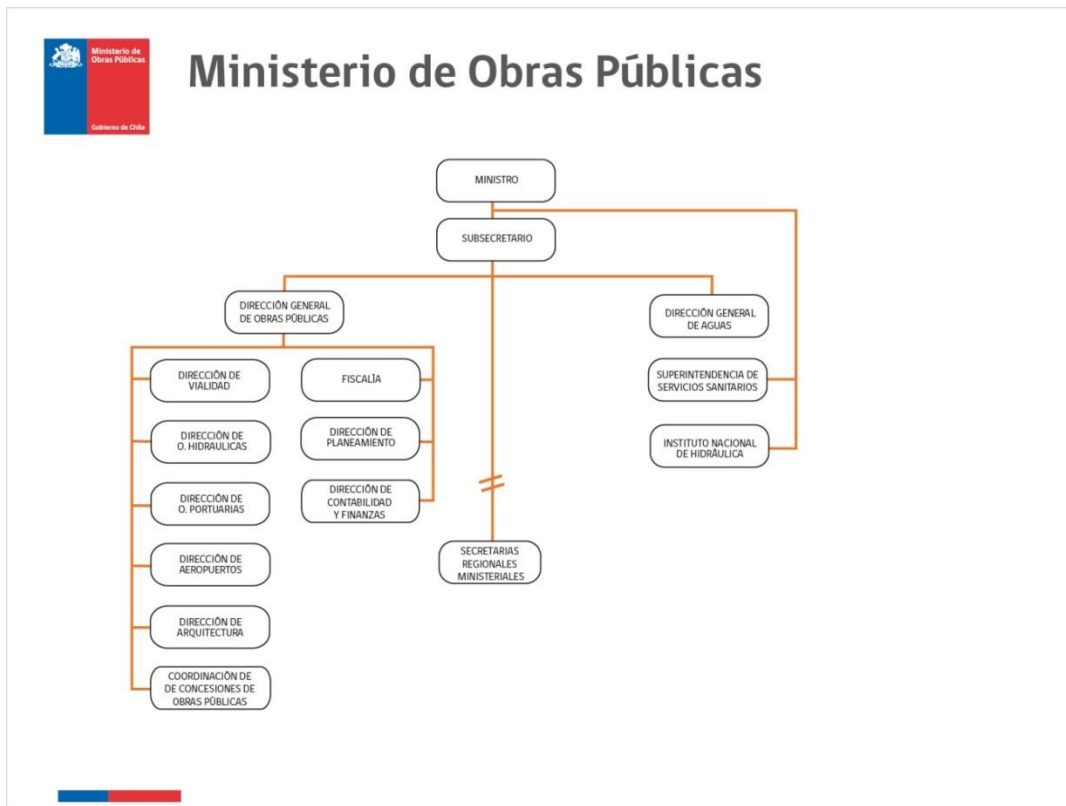 Ministerio de
Obras Públicas
Gobierno de Chile
Ministerio de Obras Públicas
MINISTRO
SUBSECRETARIO
DIRECCIÓN GENERAL
DE OBRAS PÚBLICAS
DIRECCIÓN GENERAL
DE AGUAS
DIRECCIÓN DE
VIALIDAD
FISCALÍA
SUPERINTENDENCIA DE
SERVICIOS SANITARIOS
DIRECCIÓN DE
O. HIDRAULICAS
DIRECCIÓN DE
PLANEAMIENTO
INSTITUTO NACIONAL
DE HIDRÁULICA
DIRECCIÓN DE
O. PORTUARIAS
DIRECCIÓN DE
CONTABILIDAD
Y FINANZAS
DIRECCIÓN DE
AEROPUERTOS
SECRETARIAS
REGIONALES
MINISTERIALES
DIRECCIÓN DE
ARQUITECTURA
COORDINACIÓN DE
DE CONCESIONES DE
OBRAS PÚBLICAS